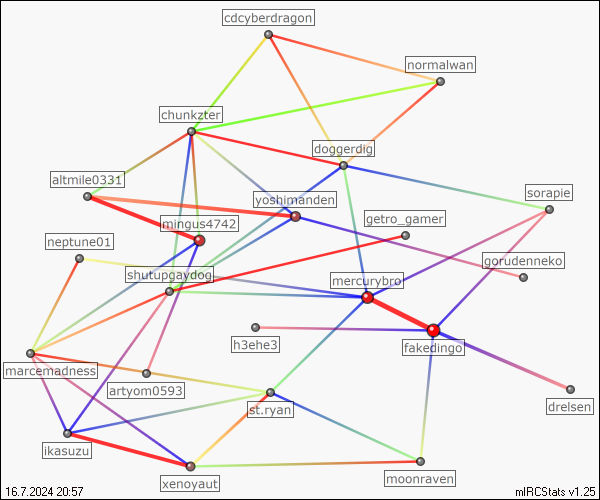 cdcyberdragon
normalwan
chunkzter
doggerdig
altmile0331
sorapie
yoshimanden
mingus4742
getro_gamer
neptune01
gorudenneko
shutupgaydog
mercurybro
h3ehe3
fakedingo
marcemadness
artyom0593
drelsen
st.ryan
ikasuzu
xenoyaut
moonraven
16.7.2024 20:57
mIRCStats v1.25